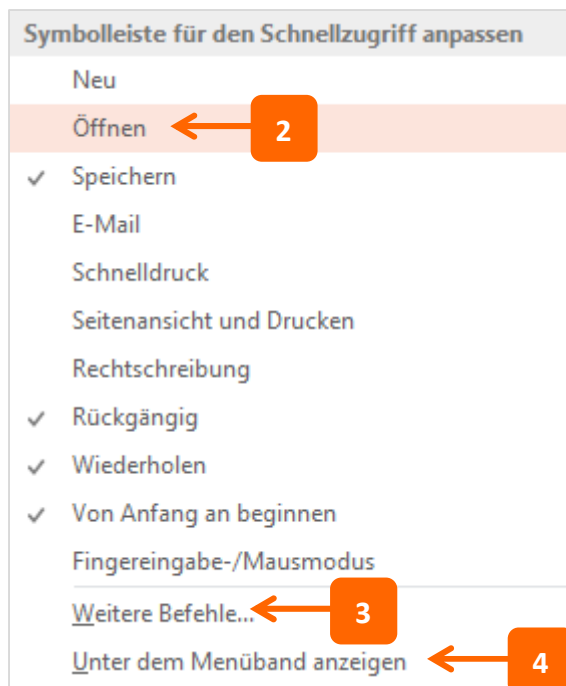 Symbolleiste für den Schnellzugriff anpassen
Neu
Öffnen 2
Speichern
E-Mail
Schnelldruck
Seitenansicht und Drucken
Rechtschreibung
Rückgängig
Wiederholen
Von Anfang an beginnen
Fingereingabe-/Mausmodus
Weitere Befehle... 3
Unter dem Menüband anzeigen 4